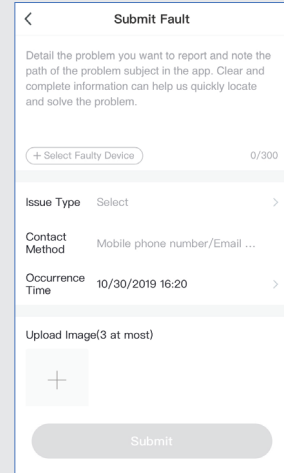 Submit Fault
Detail the problem you want to report and note the
path of the problem subject in the app. Clear and
complete information can help us quickly locate
and solve the problem.
+ Select Faulty Device 0/300
Issue Type Select
Contact
Method Mobile phone number/Email ...
Occurrence
Time 10/30/2019 16:20
Upload Image(3 at most)
Submit